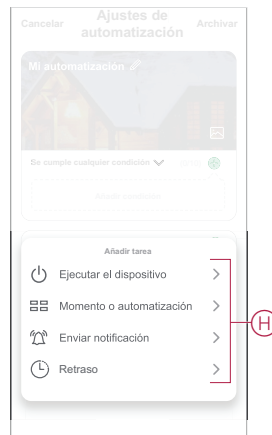 Cancelar
Ajustes de
automatización
Archivar
Mi automatización
Se cumple cualquier condición
Añadir tarea
Ejecutar el dispositivo
Momento o automatización
Enviar notificación
Retraso
H